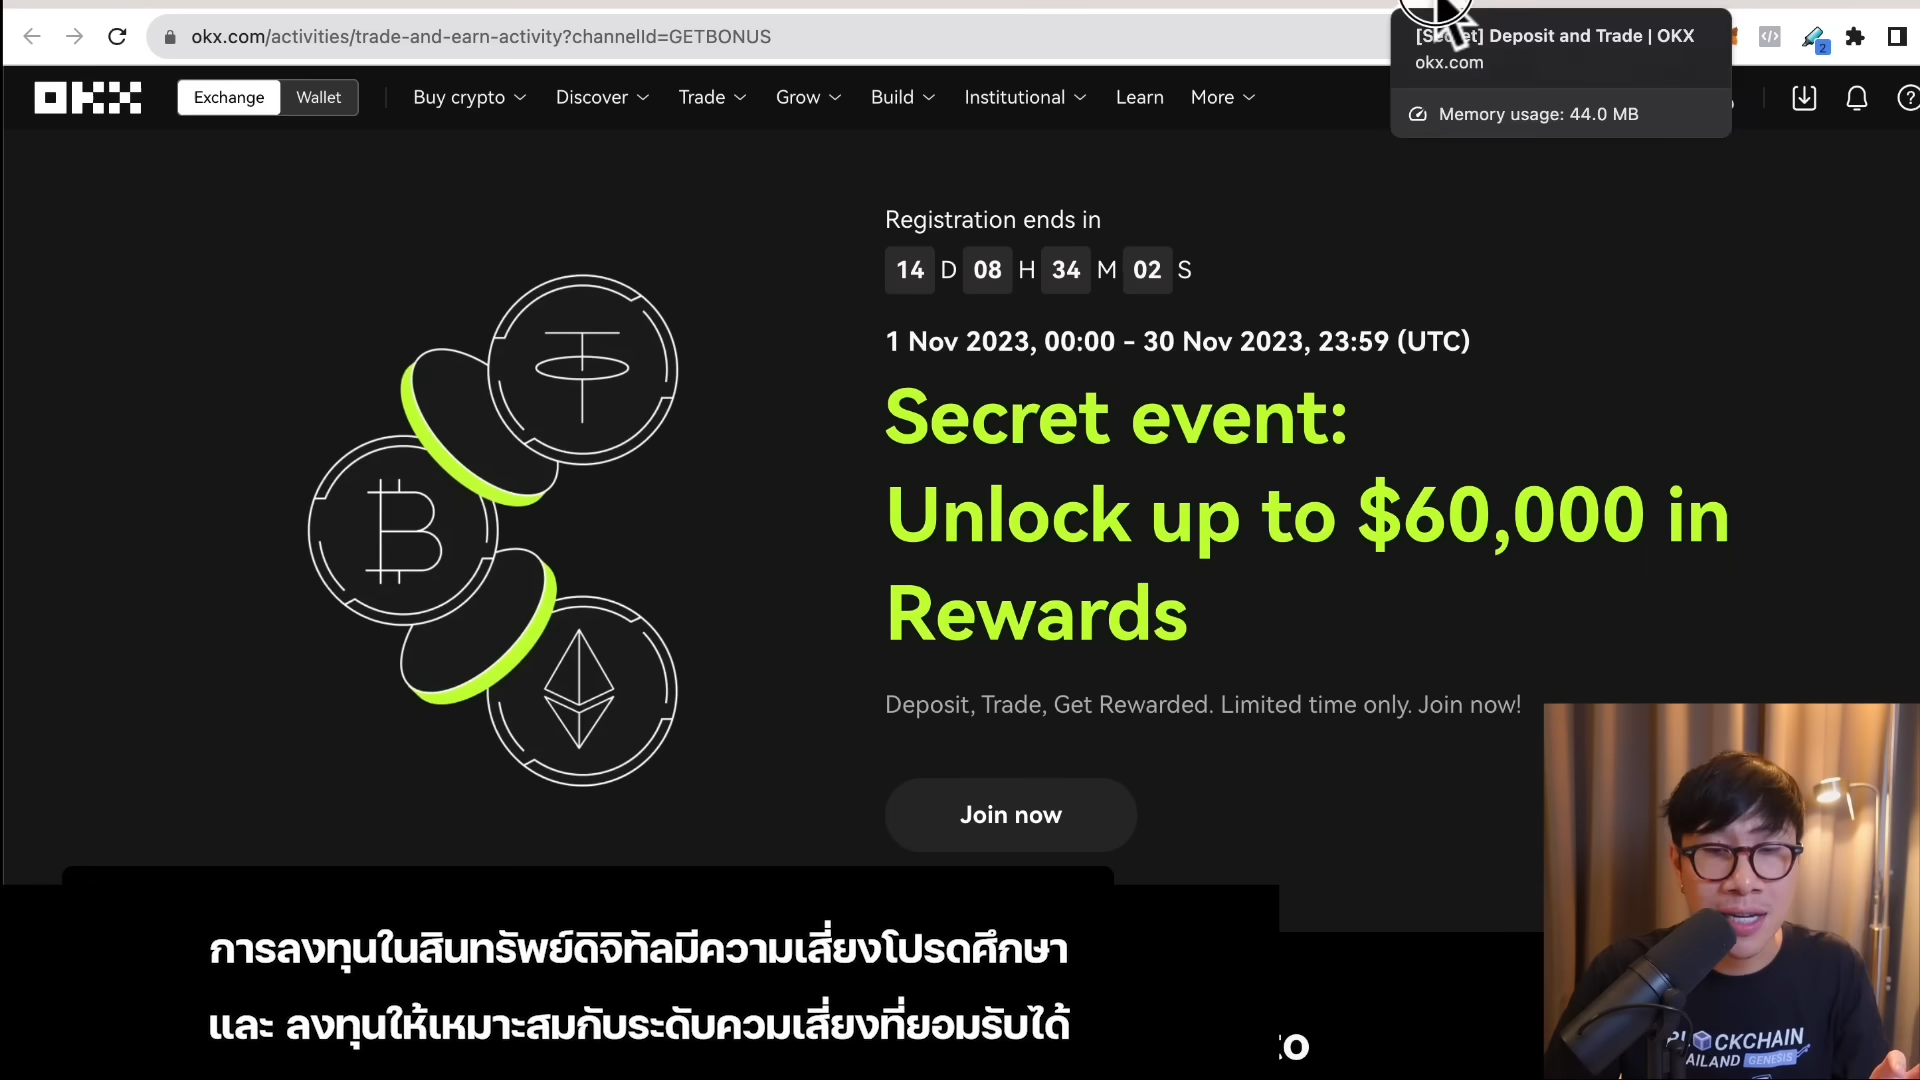 okx.com/activities/trade-and-earn-activity?channelId=GETBONUS
Deposit and Trade | OKX
okx.com
Memory usage: 44.0 MB
2
OKX
Exchange Wallet Buy crypto Discover Trade Grow Build Institutional Learn More
Registration ends in
14 D 08 H 34 M 02 S
1 Nov 2023, 00:00 - 30 Nov 2023, 23:59 (UTC)
Secret event:
Unlock up to $60,000 in
Rewards
Deposit, Trade, Get Rewarded. Limited time only. Join now!
Join now
การลงทุนในสินทรัพย์ดิจิทัลมีความเสี่ยงโปรดศึกษา
และ ลงทุนให้เหมาะสมกับระดับควมเสี่ยงที่ยอมรับได้
BLOCKCHAIN
THAILAND GENESIS